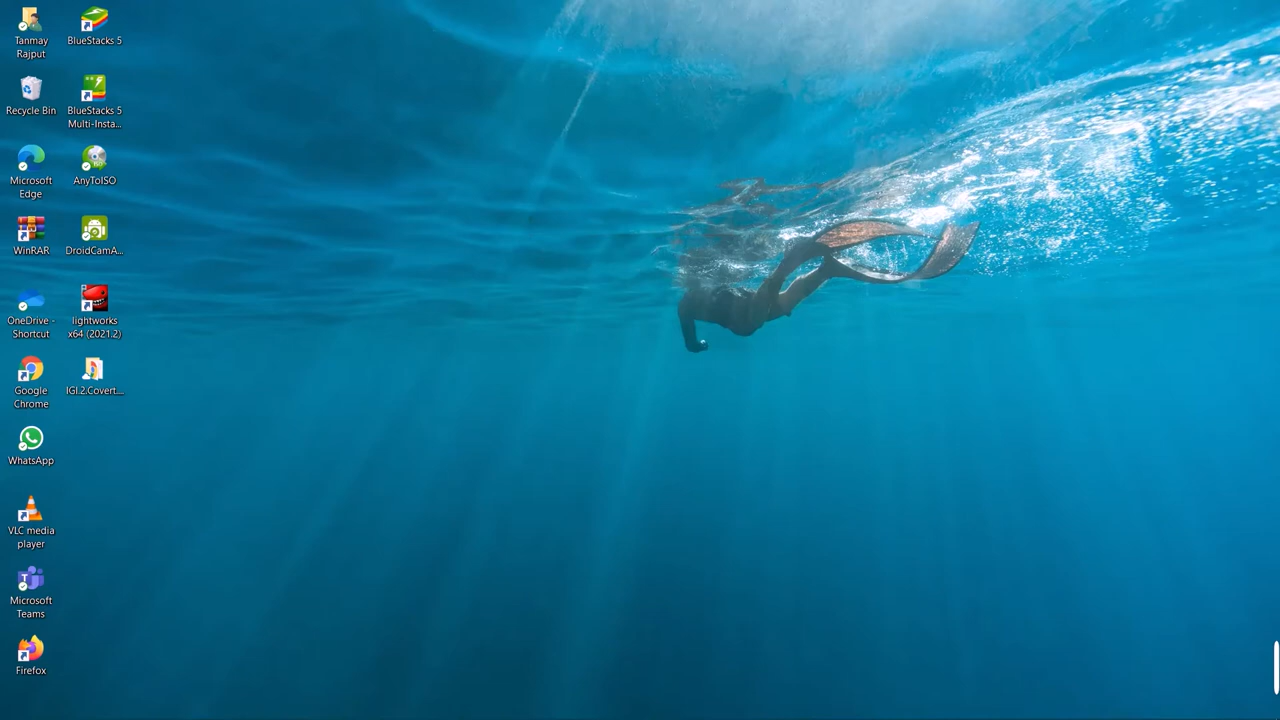 Tanmay
Rajput
BlueStacks 5
Recycle Bin
BlueStacks 5
Multi-Insta...
Microsoft
Edge
AnyToISO
WinRAR
DroidCamA...
OneDrive -
Shortcut
lightworks
x64 (2021.2)
Google
Chrome
IGI.2.Covert....
WhatsApp
VLC media
player
Microsoft
Teams
Firefox